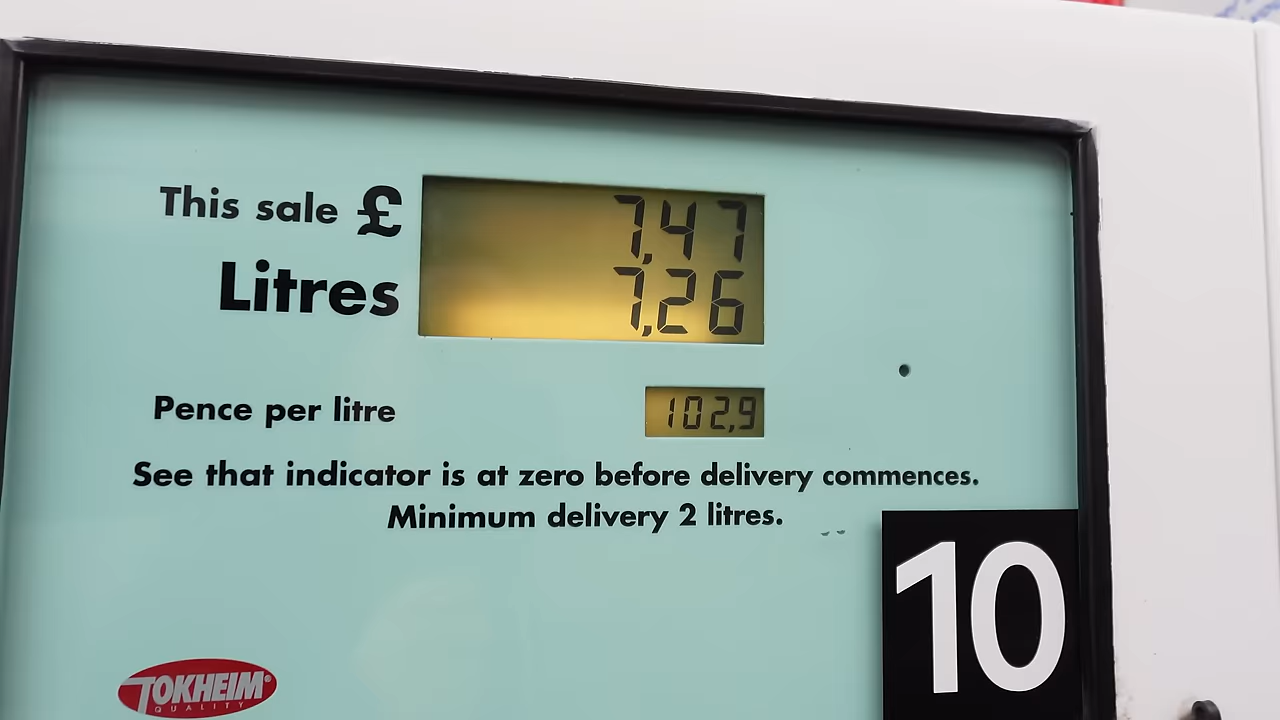 This sale £ 7,47
Litres 7,26
Pence per litre 102,9
See that indicator is at zero before delivery commences.
Minimum delivery 2 litres.
10
TOKHEIM®
QUALITY